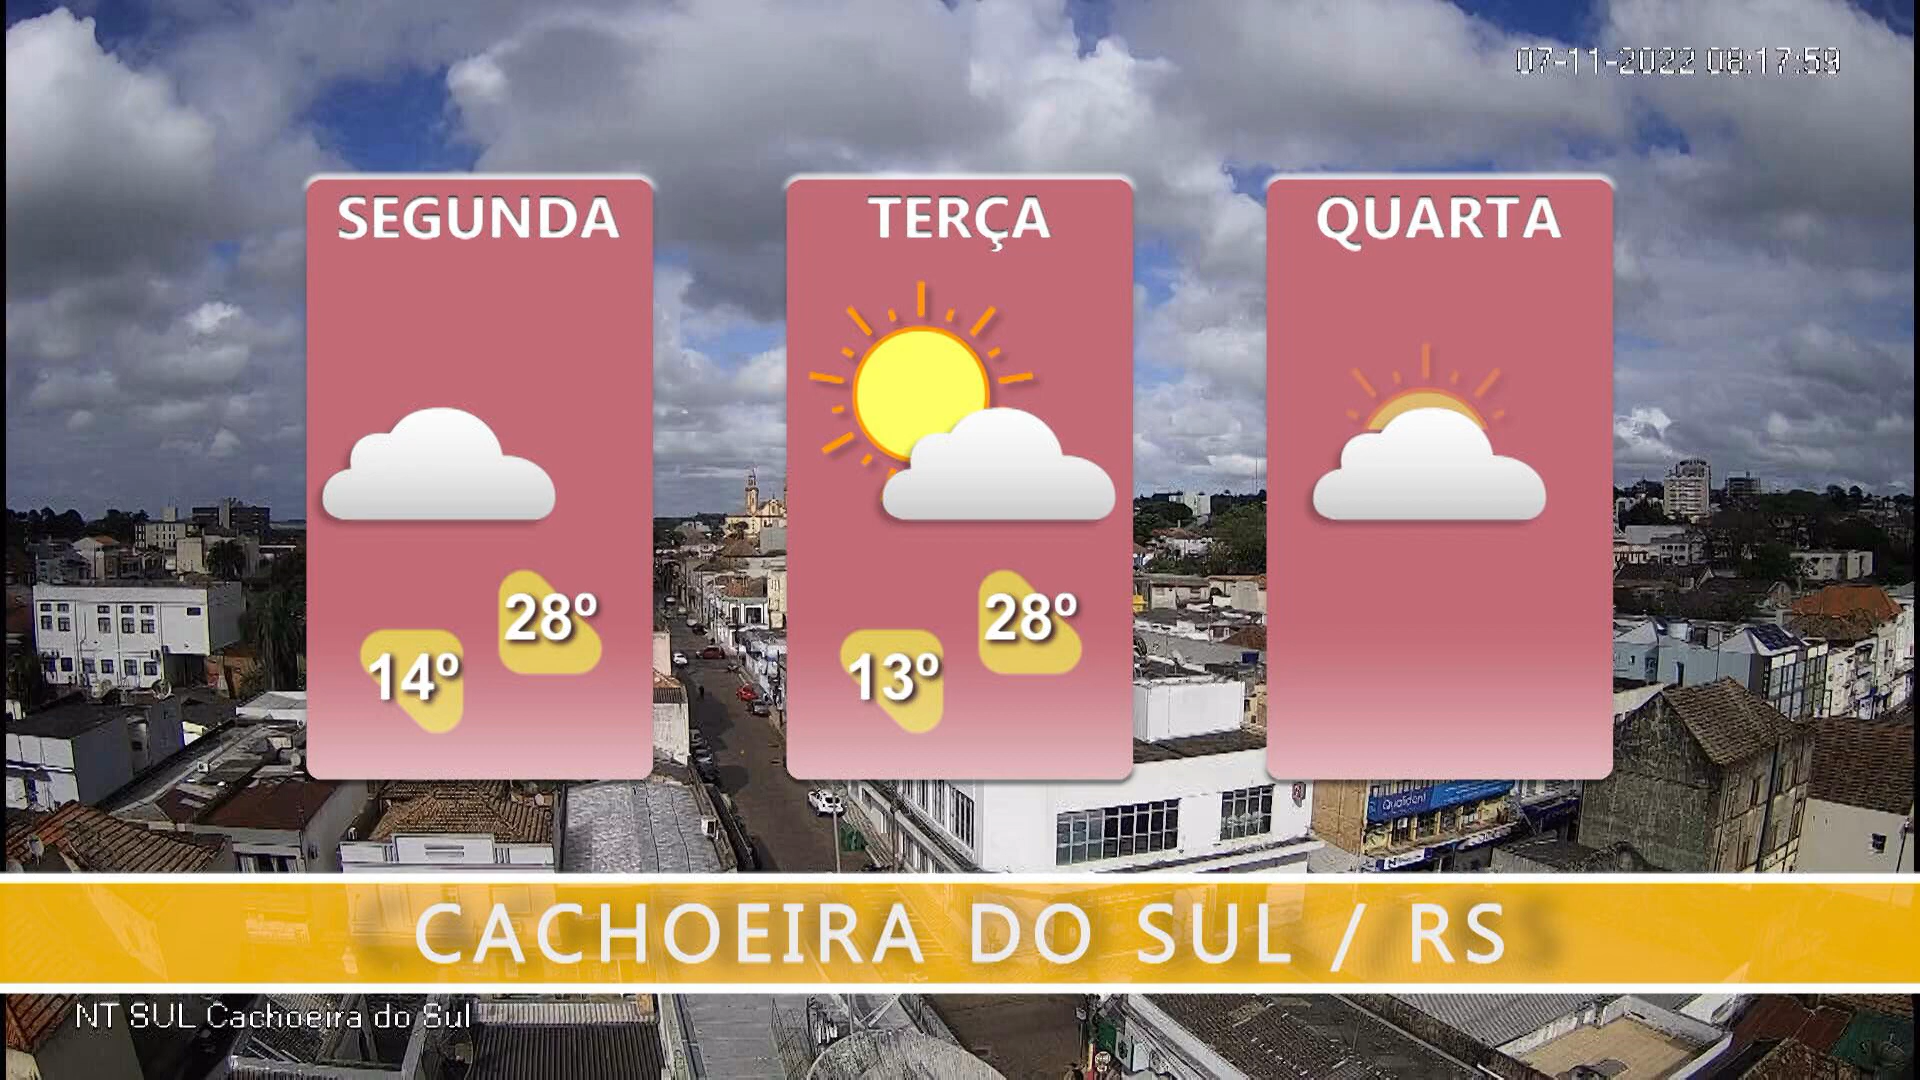 07-11-2022 08:17:59
SEGUNDA
TERÇA
QUARTA
28º
14º
28º
13º
Qualident
CACHOEIRA DO SUL / RS
NT SUL Cachoeira do Sul